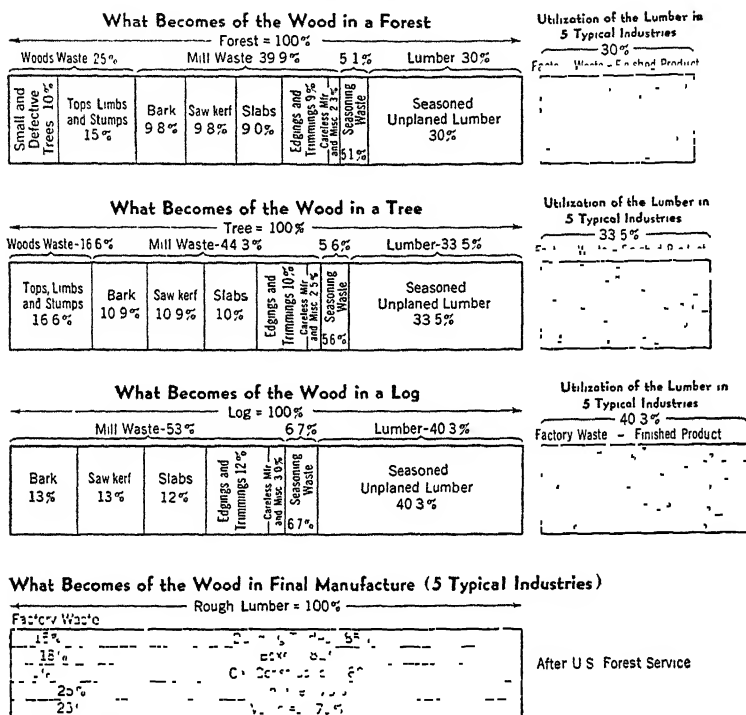 What Becomes of the Wood in a Forest
Forest = 100%
Woods Waste 25%
Mill Waste 39 9%
5 1%
Lumber 30%
Small and Defective Trees 10%
Tops Limbs and Stumps 15%
Bark 9 8%
Saw kerf 9 8%
Slabs 9 0%
Edgings and Trimmings 9%
Careless Mfr and Misc 2 3%
Seasoning Waste 5 1%
Seasoned Unplaned Lumber 30%
Utilization of the Lumber in
5 Typical Industries
30%
Finished Product
What Becomes of the Wood in a Tree
Tree = 100%
Woods Waste-16 6%
Mill Waste-44 3%
5 6%
Lumber-33 5%
Tops, Limbs and Stumps 16 6%
Bark 10 9%
Saw kerf 10 9%
Slabs 10%
Edgings and Trimmings 10%
Careless Mfr and Misc 2 5%
Seasoning Waste 5 6%
Seasoned Unplaned Lumber 33 5%
Utilization of the Lumber in
5 Typical Industries
33 5%
What Becomes of the Wood in a Log
Log = 100%
Mill Waste-53%
6 7%
Lumber-40 3%
Bark 13%
Saw kerf 13%
Slabs 12%
Edgings and Trimmings 12%
Careless Mfr and Misc 3 0%
Seasoning Waste 6 7%
Seasoned Unplaned Lumber 40 3%
Utilization of the Lumber in
5 Typical Industries
40 3%
Factory Waste – Finished Product
What Becomes of the Wood in Final Manufacture (5 Typical Industries)
Rough Lumber = 100%
Factory Waste
18%
25%
After U S Forest Service